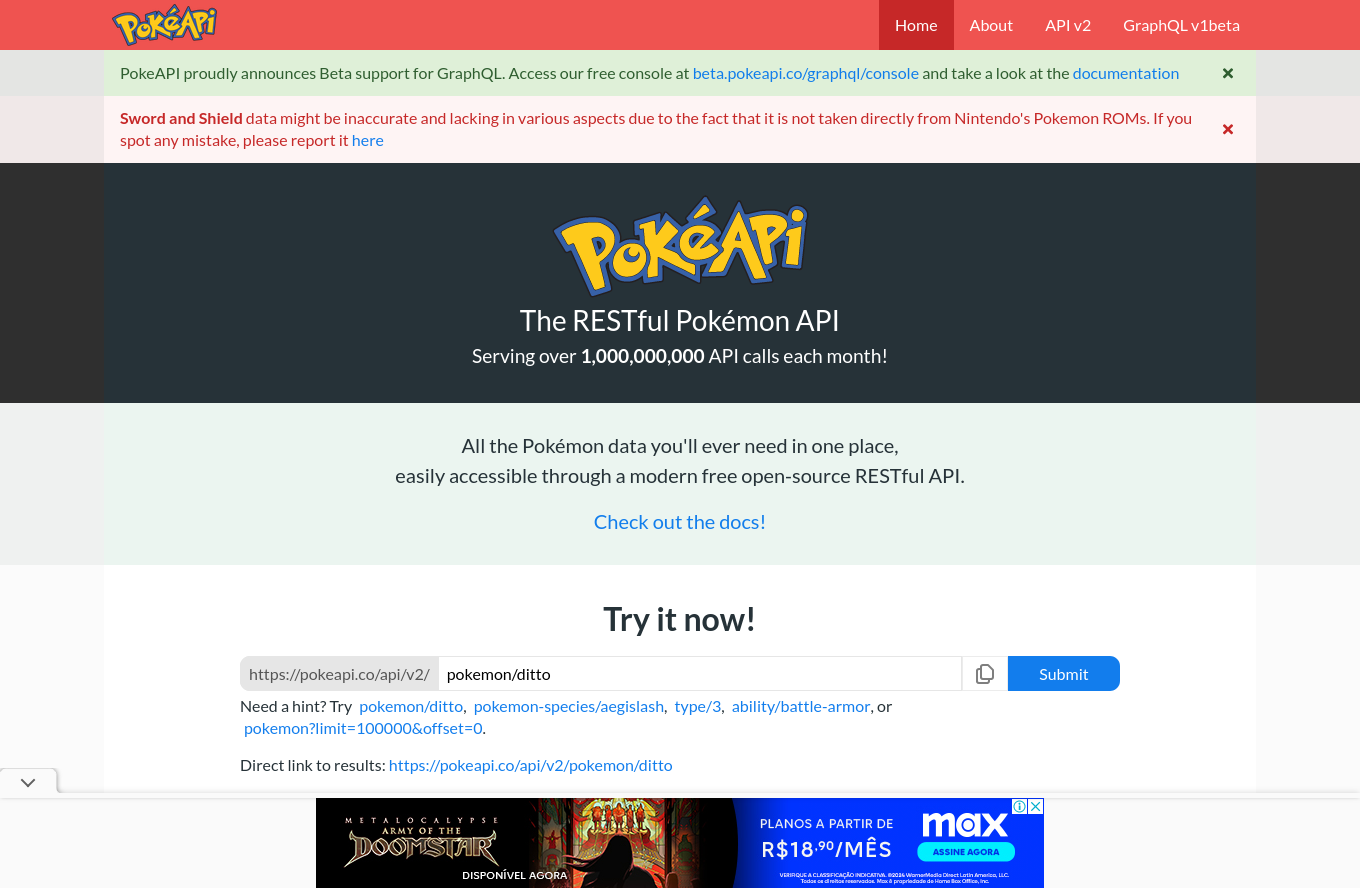 PokéApi
Home
About
API v2
GraphQL v1beta
PokeAPI proudly announces Beta support for GraphQL. Access our free console at beta.pokeapi.co/graphql/console and take a look at the documentation
Sword and Shield data might be inaccurate and lacking in various aspects due to the fact that it is not taken directly from Nintendo's Pokemon ROMs. If you
spot any mistake, please report it here
PokéApi
The RESTful Pokémon API
Serving over 1,000,000,000 API calls each month!
All the Pokémon data you'll ever need in one place,
easily accessible through a modern free open-source RESTful API.
Check out the docs!
Try it now!
https://pokeapi.co/api/v2/
pokemon/ditto
Submit
Need a hint? Try pokemon/ditto, pokemon-species/aegislash, type/3, ability/battle-armor, or
pokemon?limit=100000&offset=0.
Direct link to results: https://pokeapi.co/api/v2/pokemon/ditto
METALOCALYPSE
ARMY OF THE
DOOMSTAR
DISPONÍVEL AGORA
PLANOS A PARTIR DE
R$18,90/MÊS
max
ASSINE AGORA
VERIFIQUE A CLASSIFICAÇÃO INDICATIVA. ©2024 WarnerMedia Direct Latin America, LLC.
Todos os direitos reservados. Max é propriedade de Home Box Office, Inc.